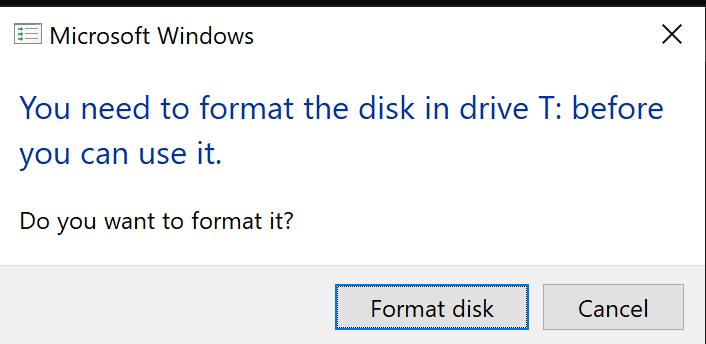 Microsoft Windows
You need to format the disk in drive T: before
you can use it.
Do you want to format it?
Format disk
Cancel